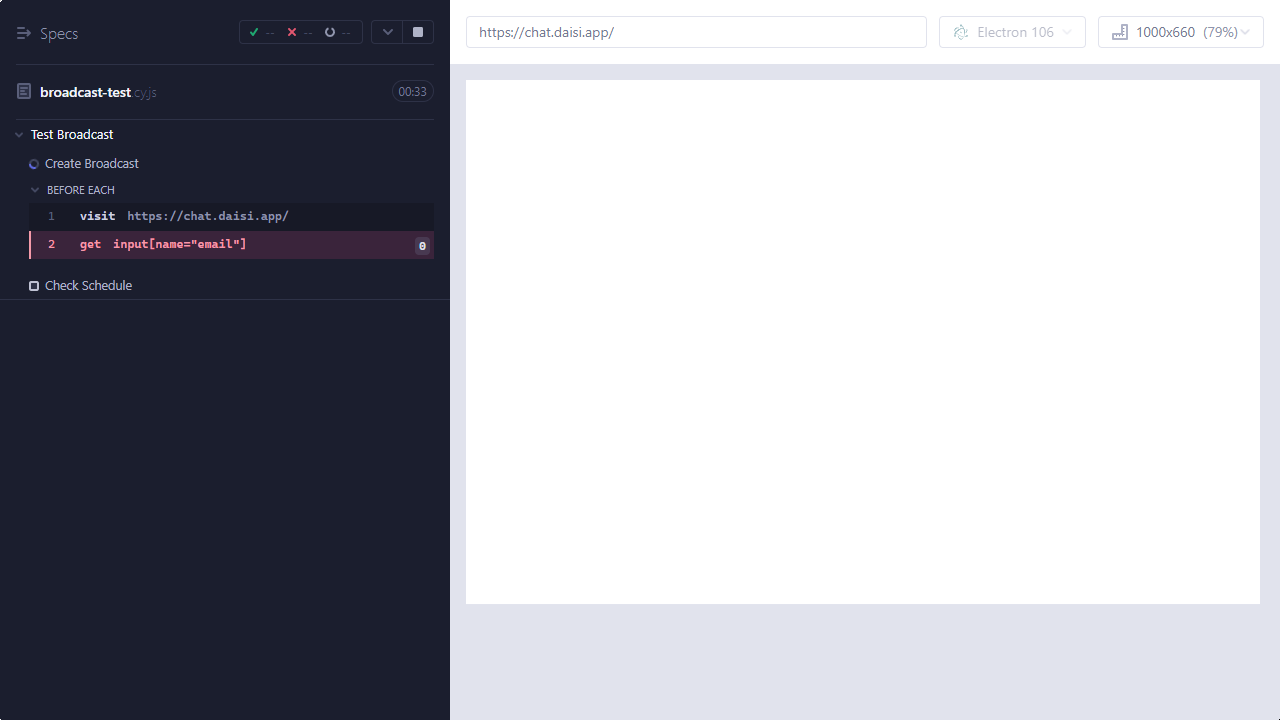 Specs
-- -- --
https://chat.daisi.app/
Electron 106
1000x660 (79%)
broadcast-test.cy.js
00:33
Test Broadcast
Create Broadcast
BEFORE EACH
1 visit https://chat.daisi.app/
2 get input[name="email"] 0
Check Schedule